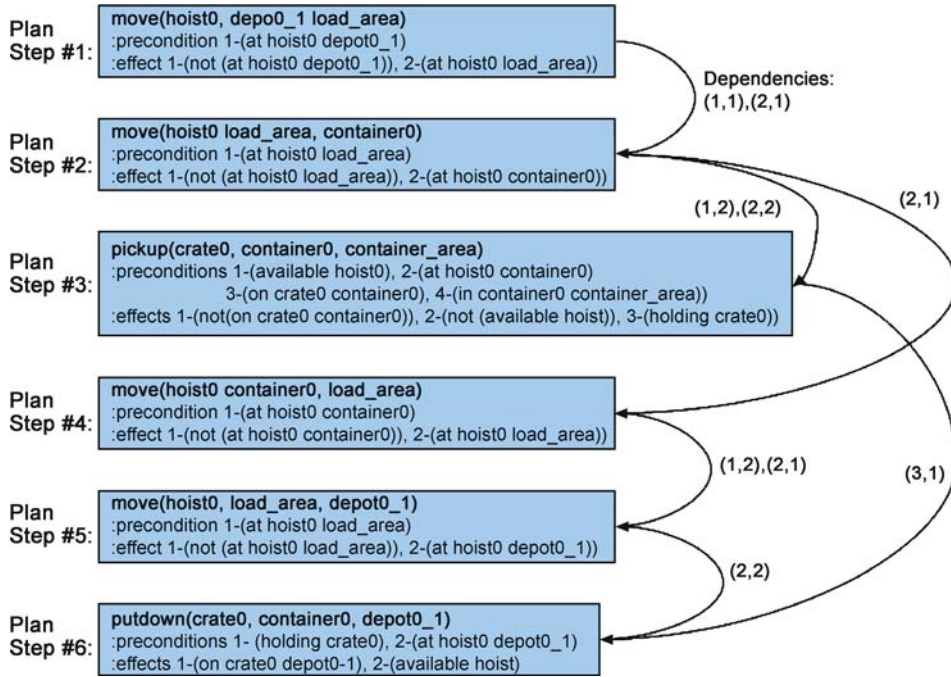 Plan
Step #1:
move(hoist0, depo0_1 load_area)
:precondition 1-(at hoist0 depot0_1)
:effect 1-(not (at hoist0 depot0_1)), 2-(at hoist0 load_area))
Dependencies:
(1,1),(2,1)
Plan
Step #2:
move(hoist0 load_area, container0)
:precondition 1-(at hoist0 load_area)
:effect 1-(not (at hoist0 load_area)), 2-(at hoist0 container0))
(1,2),(2,2)
(2,1)
Plan
Step #3:
pickup(crate0, container0, container_area)
:preconditions 1-(available hoist0), 2-(at hoist0 container0)
3-(on crate0 container0), 4-(in container0 container_area))
:effects 1-(not(on crate0 container0)), 2-(not (available hoist)), 3-(holding crate0))
Plan
Step #4:
move(hoist0 container0, load_area)
:precondition 1-(at hoist0 container0)
:effect 1-(not (at hoist0 container0)), 2-(at hoist0 load_area))
(1,2),(2,1)
(3,1)
Plan
Step #5:
move(hoist0, load_area, depot0_1)
:precondition 1-(at hoist0 load_area)
:effect 1-(not (at hoist0 load_area)), 2-(at hoist0 depot0_1))
(2,2)
Plan
Step #6:
putdown(crate0, container0, depot0_1)
:preconditions 1- (holding crate0), 2-(at hoist0 depot0_1)
:effects 1-(on crate0 depot0-1), 2-(available hoist)